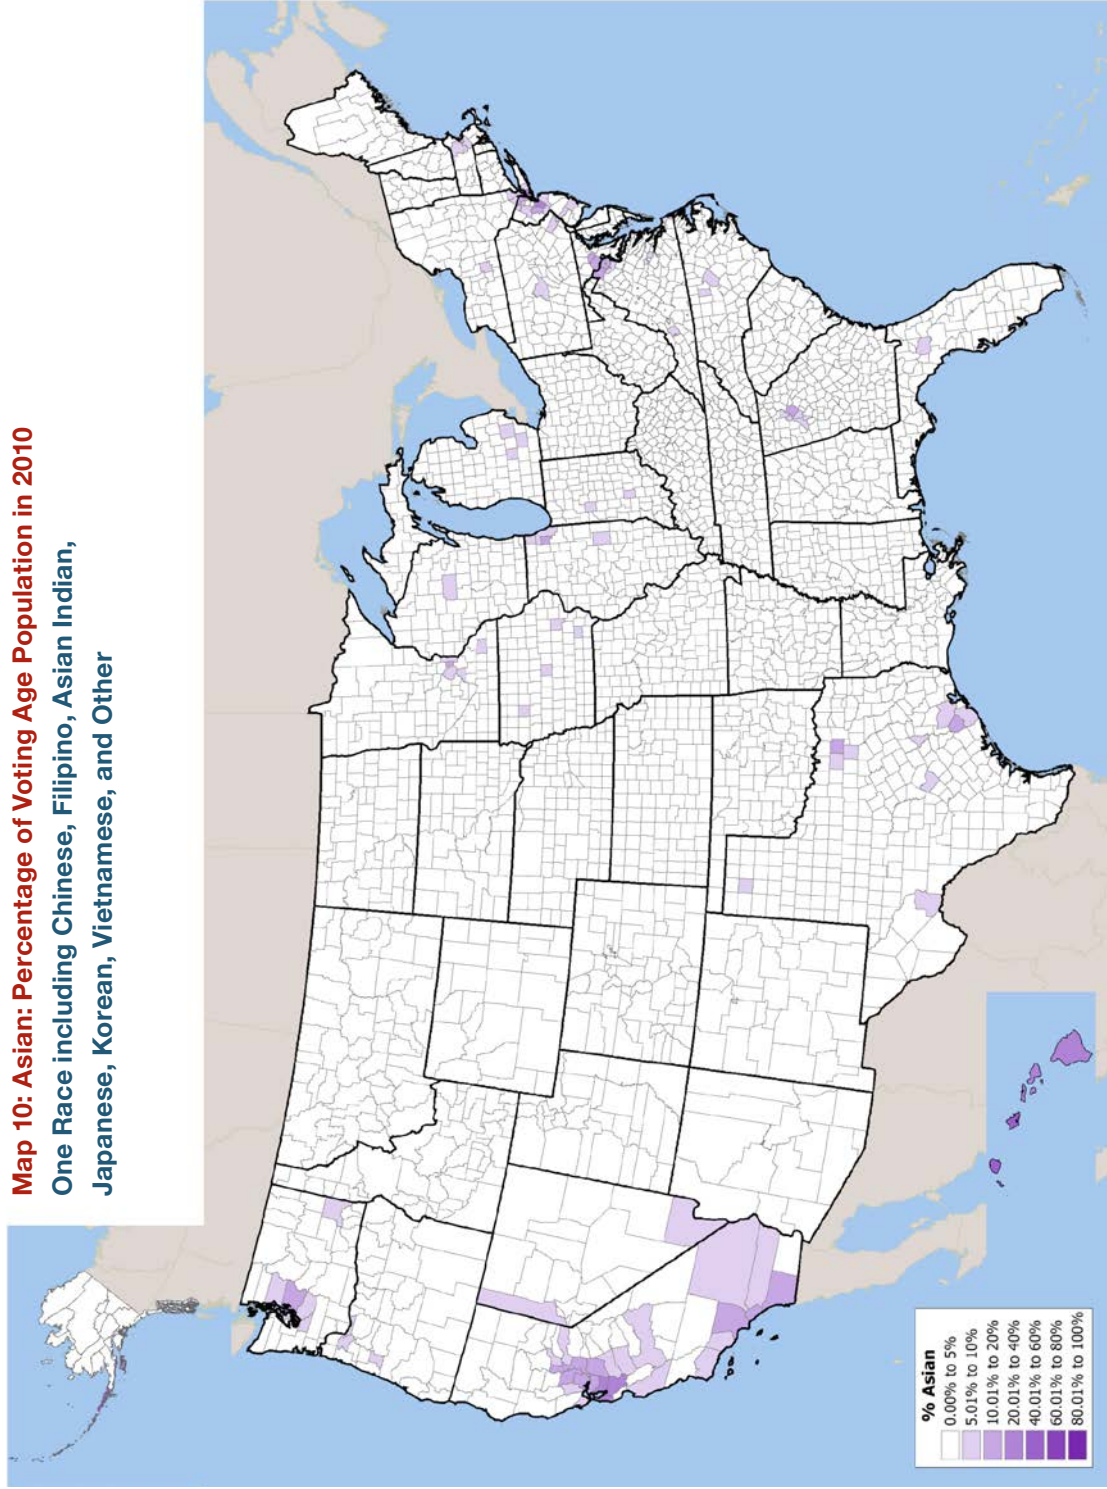 Map 10: Asian: Percentage of Voting Age Population in 2010
One Race including Chinese, Filipino, Asian Indian,
Japanese, Korean, Vietnamese, and Other
% Asian
0.00% to 5%
5.01% to 10%
10.01% to 20%
20.01% to 40%
40.01% to 60%
60.01% to 80%
80.01% to 100%